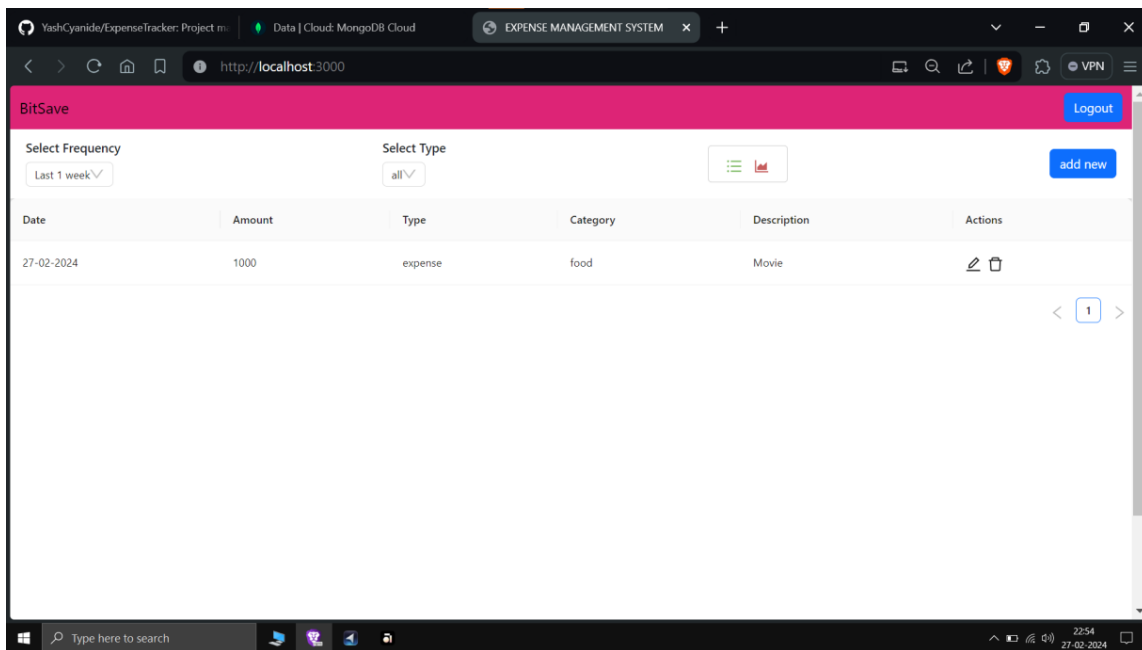 YashCyanide/ExpenseTracker: Project m
Data | Cloud: MongoDB Cloud
EXPENSE MANAGEMENT SYSTEM
http://localhost:3000
VPN
BitSave
Logout
Select Frequency
Select Type
Last 1 week
all
add new
Date Amount Type Category Description Actions
27-02-2024 1000 expense food Movie
1
Type here to search
22:54
27-02-2024